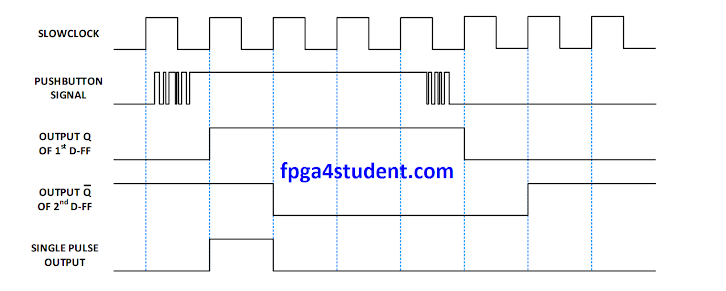 SLOWCLOCK
PUSHBUTTON
SIGNAL
OUTPUT Q
OF 1st D-FF
fpga4student.com
OUTPUT Q̅
OF 2nd D-FF
SINGLE PULSE
OUTPUT